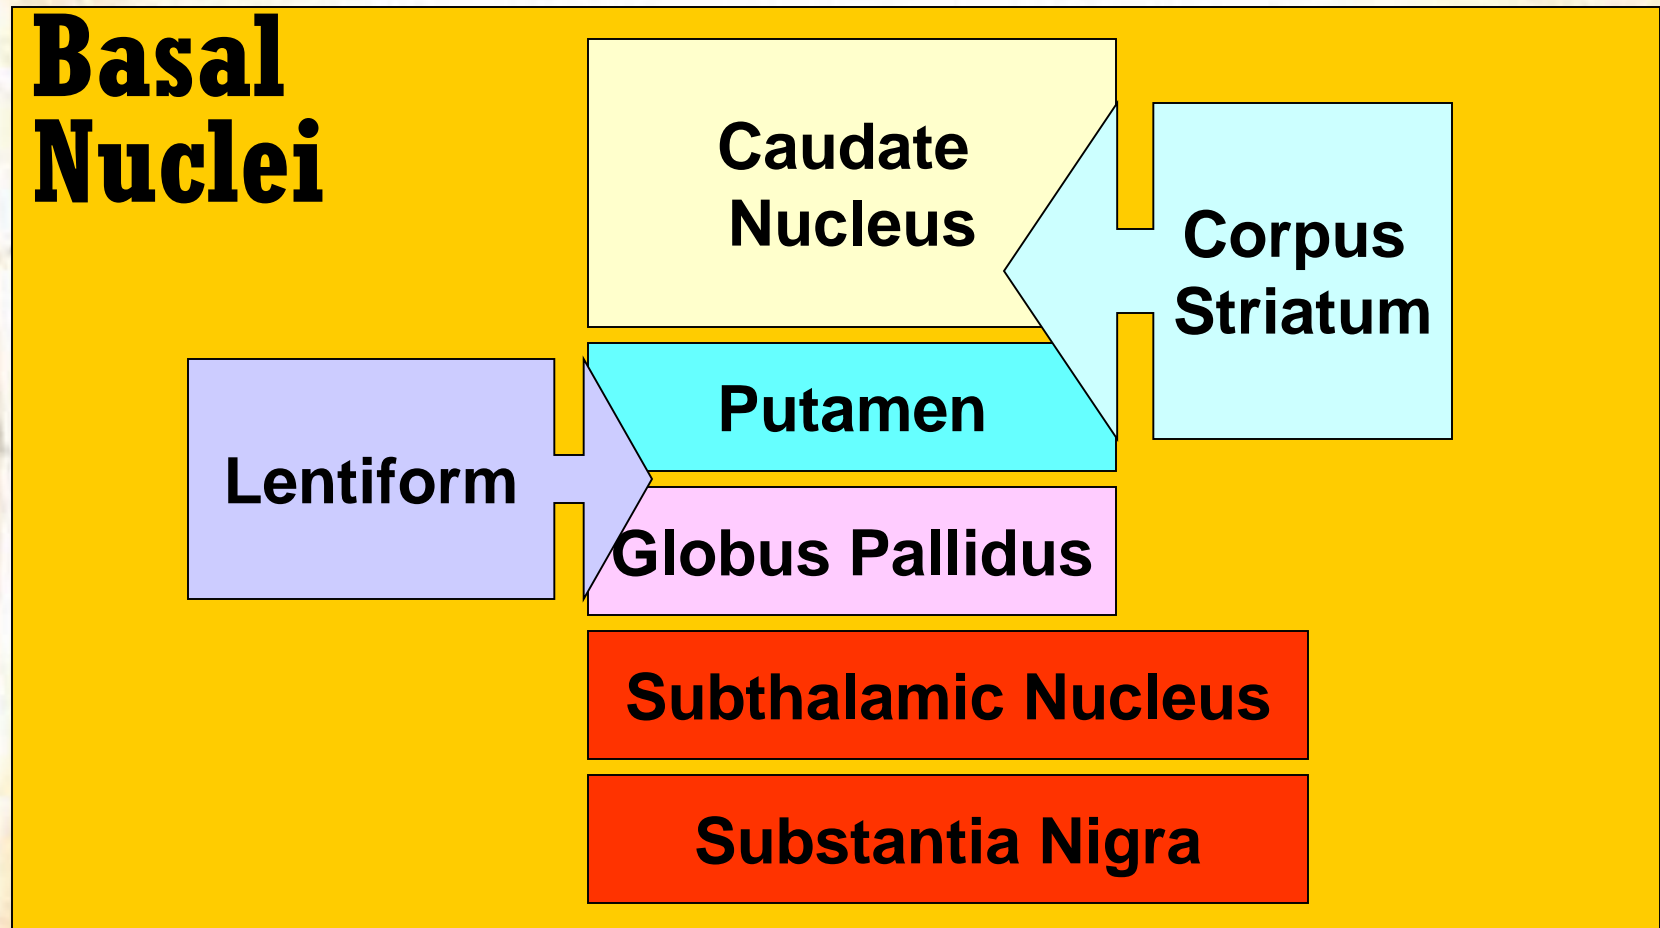 Basal
Nuclei
Caudate
Nucleus
Corpus
Striatum
Putamen
Lentiform
Globus Pallidus
Subthalamic Nucleus
Substantia Nigra